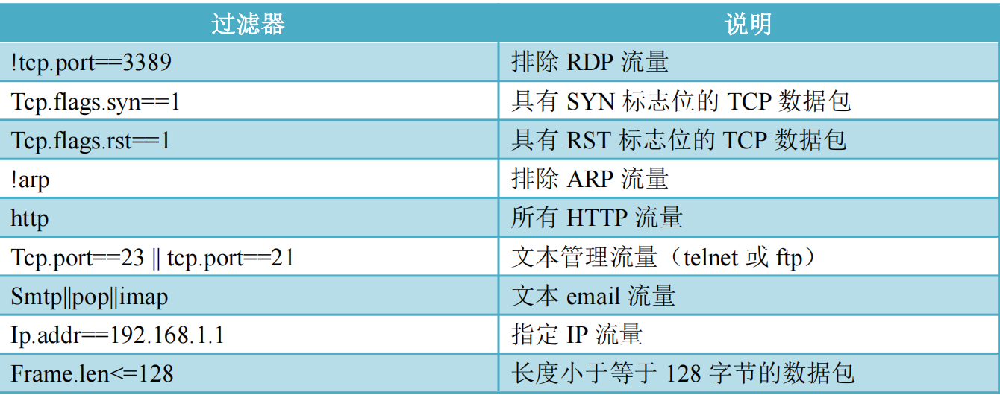 过滤器 说明
!tcp.port==3389 排除 RDP 流量
Tcp.flags.syn==1 具有 SYN 标志位的 TCP 数据包
Tcp.flags.rst==1 具有 RST 标志位的 TCP 数据包
!arp 排除 ARP 流量
http 所有 HTTP 流量
Tcp.port==23 || tcp.port==21 文本管理流量（telnet 或 ftp）
Smtp||pop||imap 文本 email 流量
Ip.addr==192.168.1.1 指定 IP 流量
Frame.len<=128 长度小于等于 128 字节的数据包